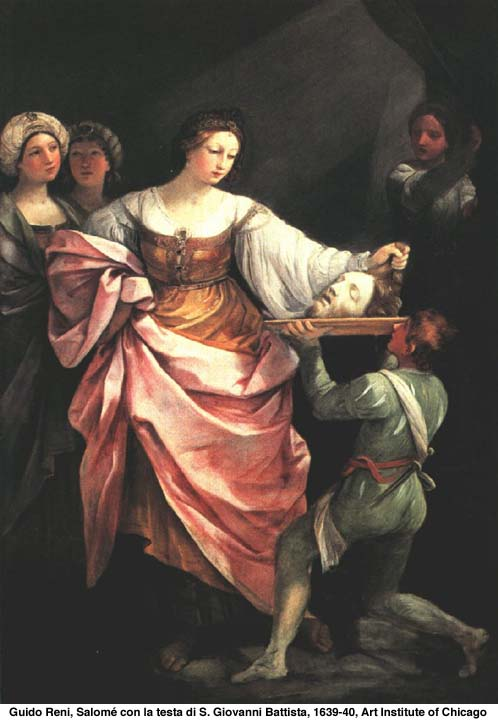 Guido Reni, Salomé con la testa di S. Giovanni Battista, 1639-40, Art Institute of Chicago